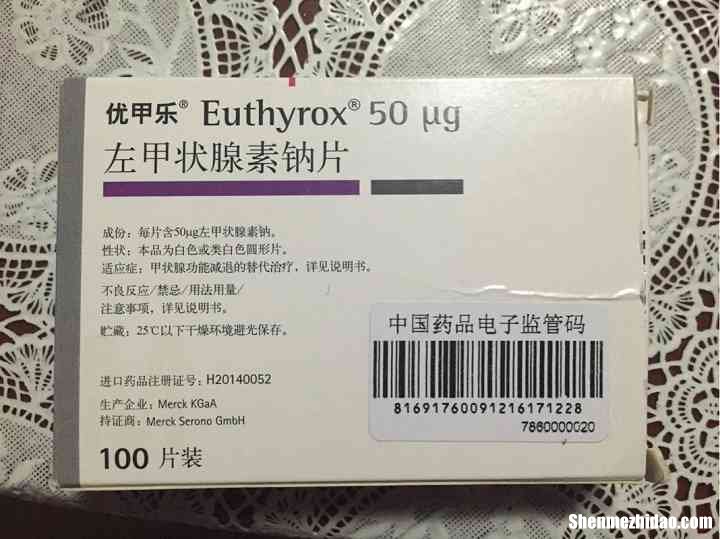 优甲乐® Euthyrox® 50 μg
左甲状腺素钠片
成份：每片含50μg左甲状腺素钠。
性状：本品为白色或类白色圆形片。
适应症：甲状腺功能减退的替代治疗，详见说明书。
不良反应/禁忌/用法用量/
注意事项，详见说明书。
贮藏：25℃以下干燥环境避光保存。
进口药品注册证号：H20140052
生产企业：Merck KGaA
持证商：Merck Serono GmbH
100 片装
中国药品电子监管码
81691760091216171228
7860000020
Shenmezhidao.com